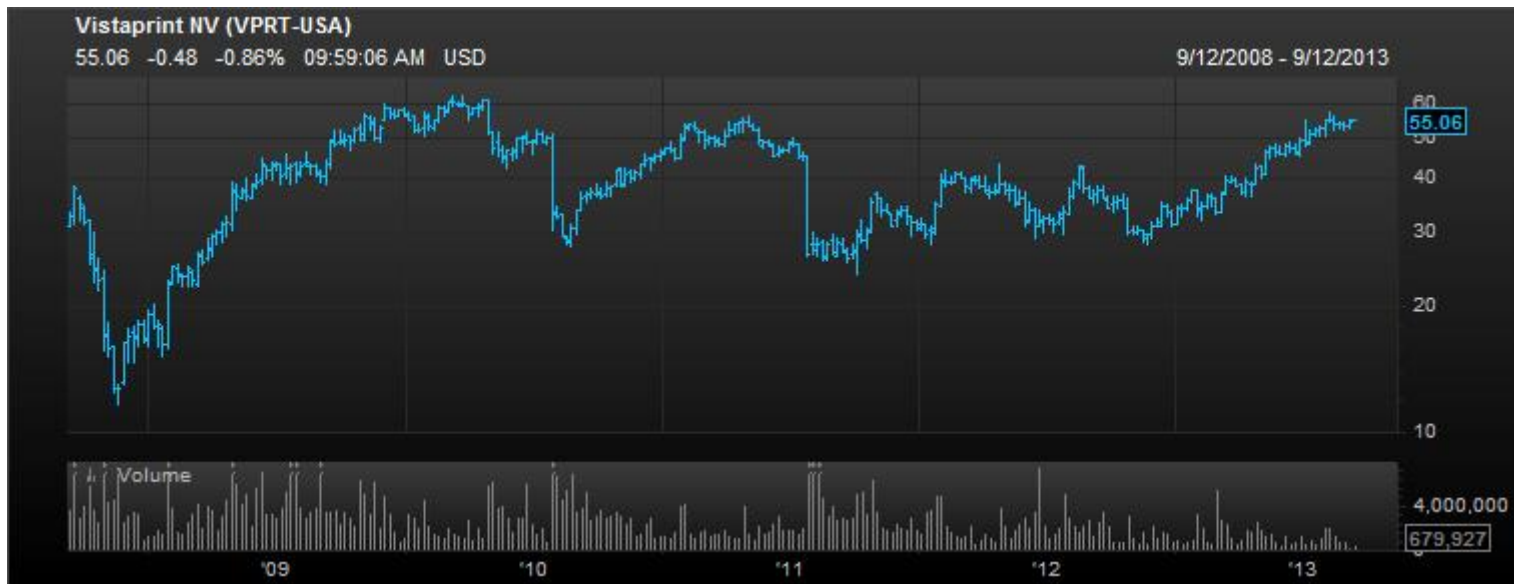 Vistaprint NV (VPRT-USA)
55.06 -0.48 -0.86% 09:59:06 AM USD 9/12/2008 - 9/12/2013
60
55.06
50
40
30
20
10
Volume
4,000,000
679,927
0
'09 '10 '11 '12 '13